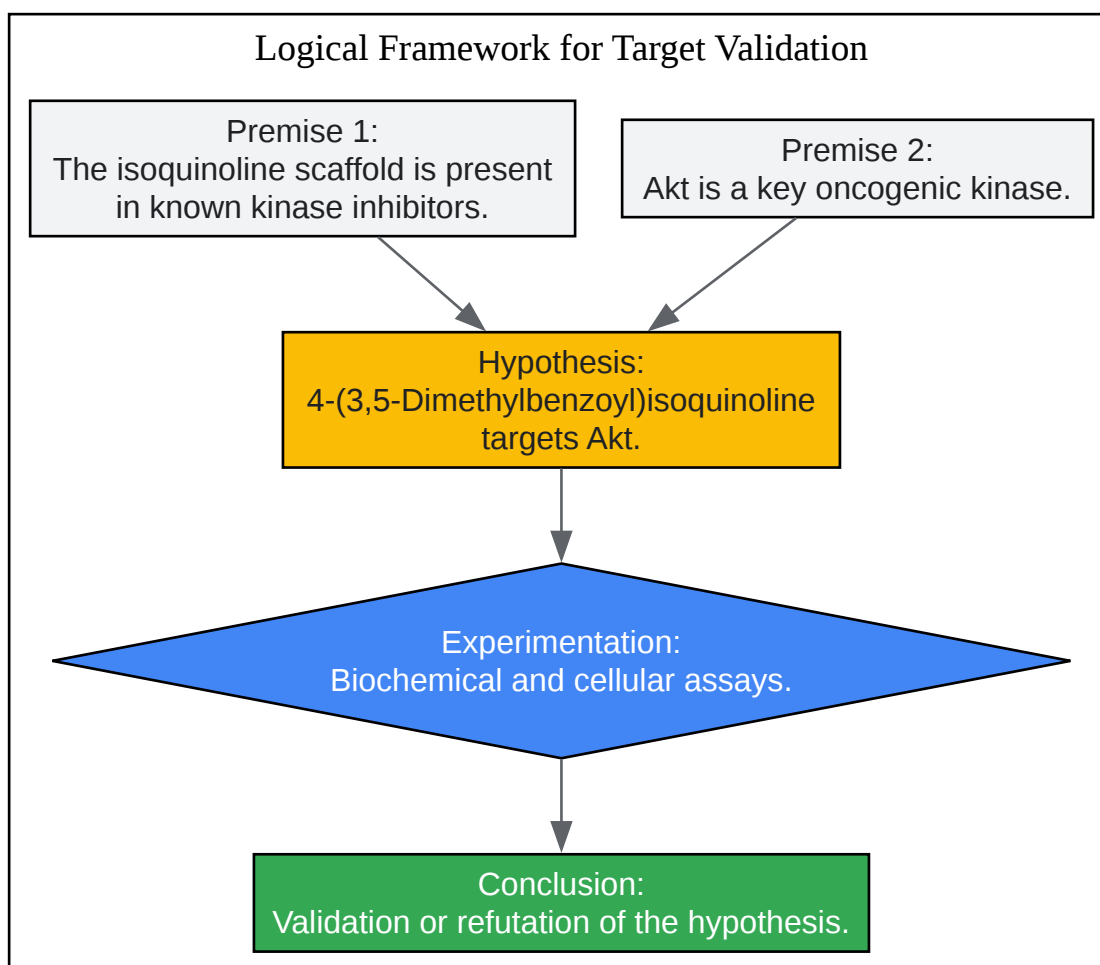 Logical Framework for Target Validation
Premise 1:
The isoquinoline scaffold is present
in known kinase inhibitors.
Premise 2:
Akt is a key oncogenic kinase.
Hypothesis:
4-(3,5-Dimethylbenzoyl)isoquinoline
targets Akt.
Experimentation:
Biochemical and cellular assays.
Conclusion:
Validation or refutation of the hypothesis.